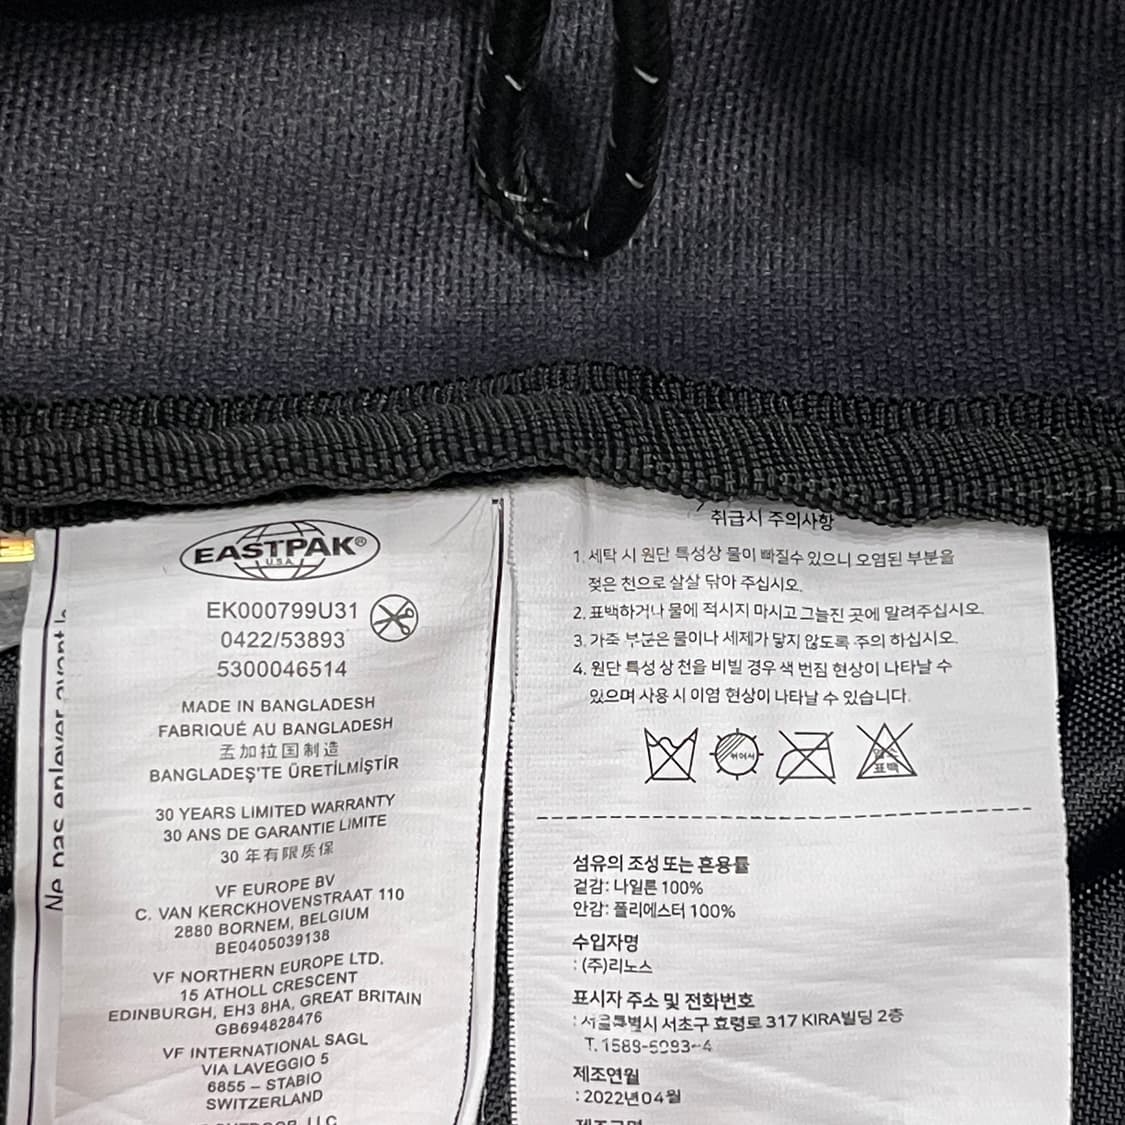 Ne pas enlever avant
EASTPAK®
U.S.A.
EK000799U31
0422/53893
5300046514
MADE IN BANGLADESH
FABRIQUÉ AU BANGLADESH
孟加拉国制造
BANGLADEŞ'TE ÜRETİLMİŞTİR
30 YEARS LIMITED WARRANTY
30 ANS DE GARANTIE LIMITE
30 年有限质保
VF EUROPE BV
C. VAN KERCKHOVENSTRAAT 110
2880 BORNEM, BELGIUM
BE0405039138
VF NORTHERN EUROPE LTD.
15 ATHOLL CRESCENT
EDINBURGH, EH3 8HA, GREAT BRITAIN
GB694828476
VF INTERNATIONAL SAGL
VIA LAVEGGIO 5
6855 – STABIO
SWITZERLAND
취급시 주의사항
1. 세탁 시 원단 특성상 물이 빠질수 있으니 오염된 부분을
젖은 천으로 살살 닦아 주십시오.
2. 표백하거나 물에 적시지 마시고 그늘진 곳에 말려주십시오.
3. 가죽 부분은 물이나 세제가 닿지 않도록 주의 하십시오.
4. 원단 특성 상 천을 비빌 경우 색 번짐 현상이 나타날 수
있으며 사용 시 이염 현상이 나타날 수 있습니다.
뉘어서
표백
섬유의 조성 또는 혼용률
겉감: 나일론 100%
안감: 폴리에스터 100%
수입자명
: (주)리노스
표시자 주소 및 전화번호
: 서울특별시 서초구 효령로 317 KIRA빌딩 2층
제조연월
: 2022년 04월